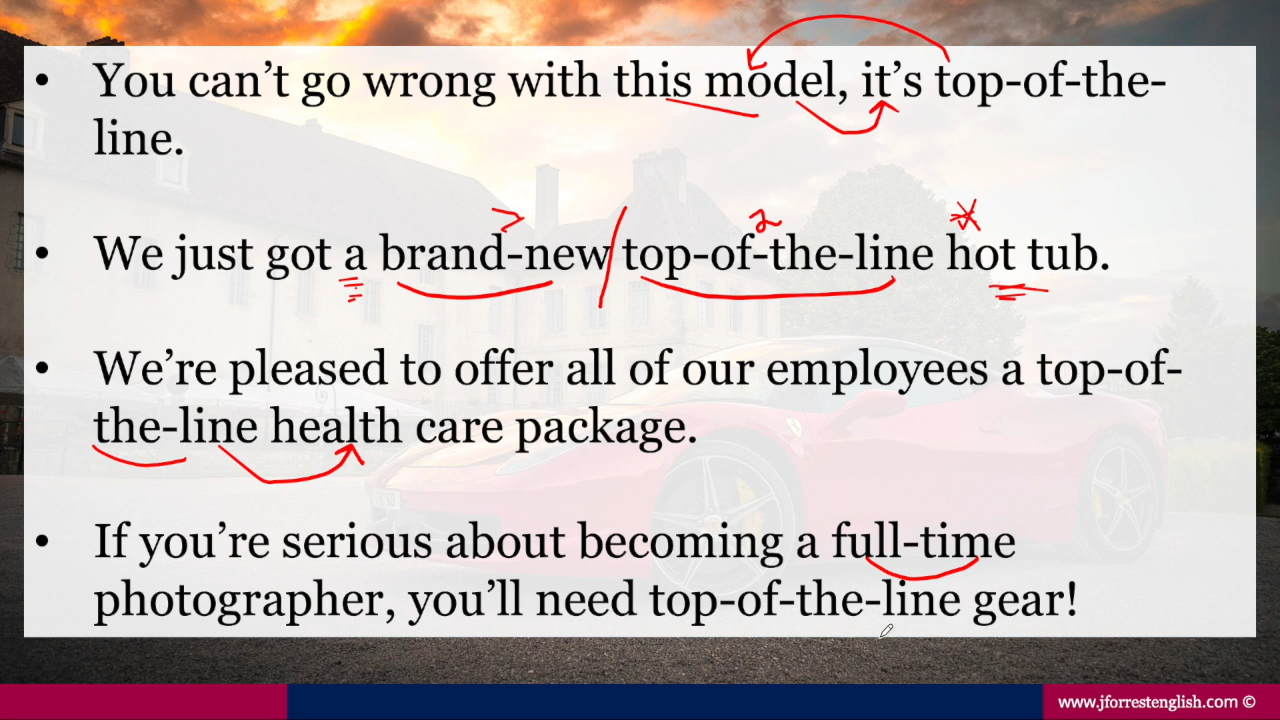 • You can’t go wrong with this model, it’s top-of-the-
line.
• We just got a brand-new top-of-the-line hot tub.
• We’re pleased to offer all of our employees a top-of-
the-line health care package.
• If you’re serious about becoming a full-time
photographer, you’ll need top-of-the-line gear!
www.jforrestenglish.com ©